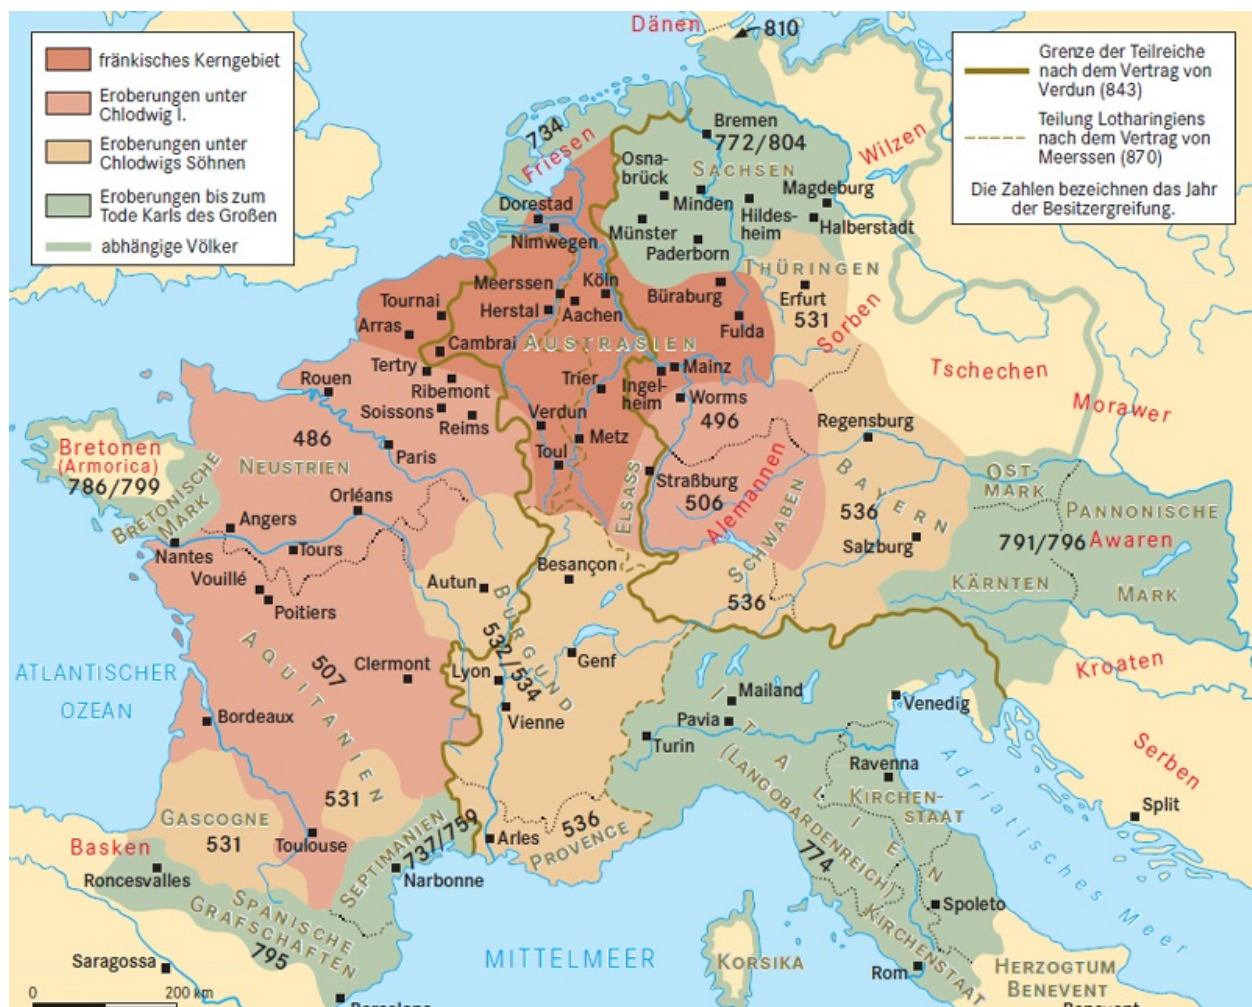 Dänen
810
fränkisches Kerngebiet
Eroberungen unter
Chlodwig I.
Eroberungen unter
Chlodwigs Söhnen
Eroberungen bis zum
Tode Karls des Großen
abhängige Völker
Grenze der Teilreiche
nach dem Vertrag von
Verdun (843)
Teilung Lotharingiens
nach dem Vertrag von
Meerssen (870)
Die Zahlen bezeichnen das Jahr
der Besitzergreifung.
734
Friesen
Bremen
772/804
SACHSEN
Wilzen
Osna-
brück
Minden
Magdeburg
Hildes-
heim
Halberstadt
Münster
Paderborn
Dorestad
Nimwegen
THÜRINGEN
Erfurt
531
Sorben
Meerssen
Köln
Herstal
Aachen
Büraburg
Fulda
Tournai
Arras
Cambrai
AUSTRASIEN
Tertry
Ribemont
Rouen
Soissons
Reims
Trier
Ingel-
heim
Mainz
Worms
496
Verdun
Metz
Toul
Tschechen
Morawer
Regensburg
486
Paris
NEUSTRIEN
Bretonen
(Armorica)
786/799
BRETONISCHE
MARK
Orléans
Angers
Nantes
Tours
Vouillé
Poitiers
ELSASS
Straßburg
506
Alemannen
SCHWABEN
BAYERN
536
Salzburg
OST-
MARK
PANNONISCHE
791/796
Awaren
KÄRNTEN
MARK
Besançon
Autun
536
BURGUND
532/534
Genf
Lyon
Vienne
Clermont
AQUITANIEN
507
ATLANTISCHER
OZEAN
Bordeaux
Kroaten
Mailand
Venedig
Pavia
Turin
ITALIEN
(LANGOBARDENREICH)
774
Ravenna
KIRCHEN-
STAAT
Adriatisches Meer
Serben
Split
GASCOGNE
531
531
Toulouse
SEPTIMANIEN
737/759
Arles
536
PROVENCE
Basken
Roncesvalles
Narbonne
SPANISCHE
GRAFSCHAFTEN
795
Spoleto
KIRCHENSTAAT
MITTELMEER
KORSIKA
Rom
HERZOGTUM
BENEVENT
Benevent
Saragossa
Barcelona
0
200 km